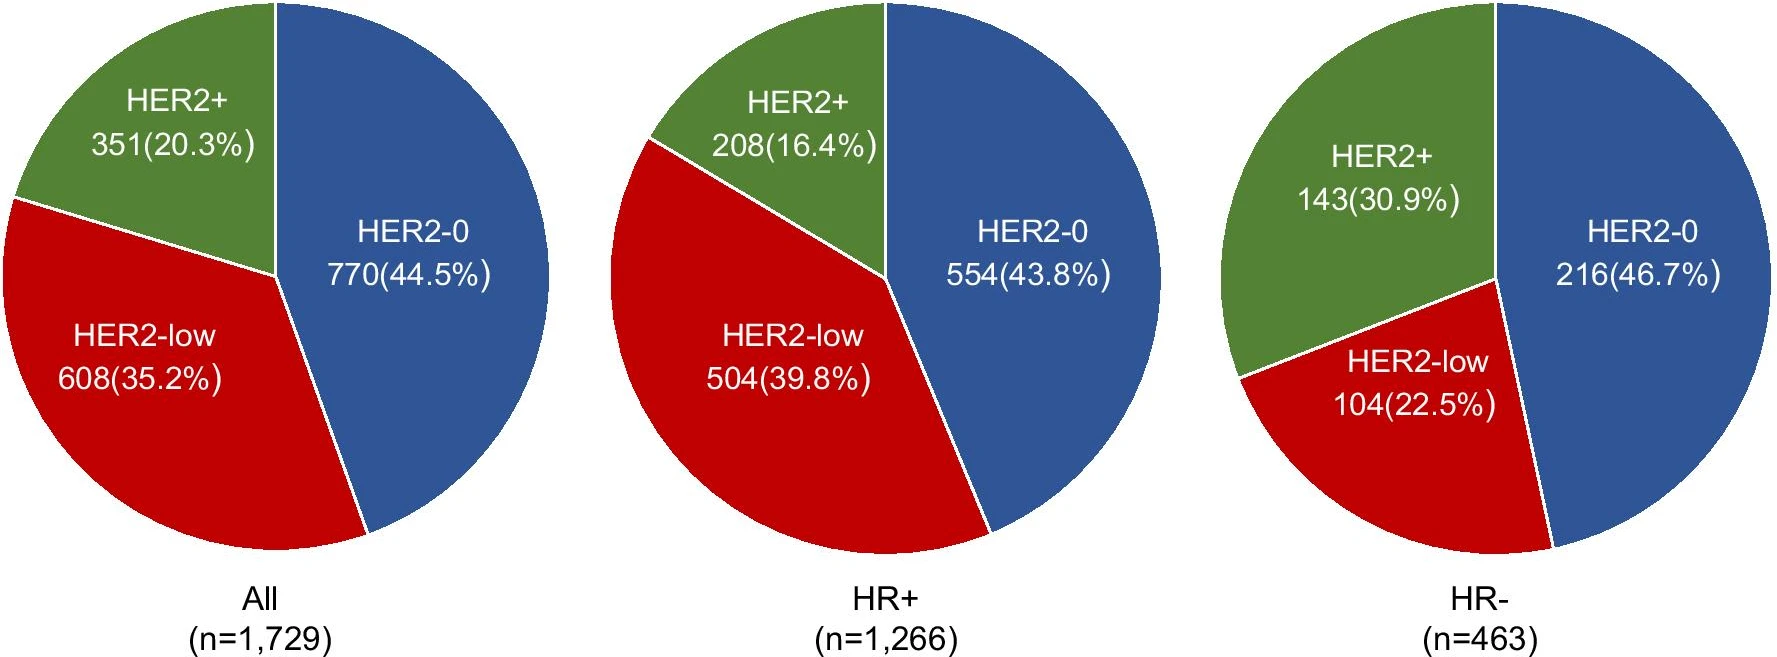 HER2+
351(20.3%)
HER2-0
770(44.5%)
HER2-low
608(35.2%)
All
(n=1,729)
HER2+
208(16.4%)
HER2-0
554(43.8%)
HER2-low
504(39.8%)
HR+
(n=1,266)
HER2+
143(30.9%)
HER2-0
216(46.7%)
HER2-low
104(22.5%)
HR-
(n=463)